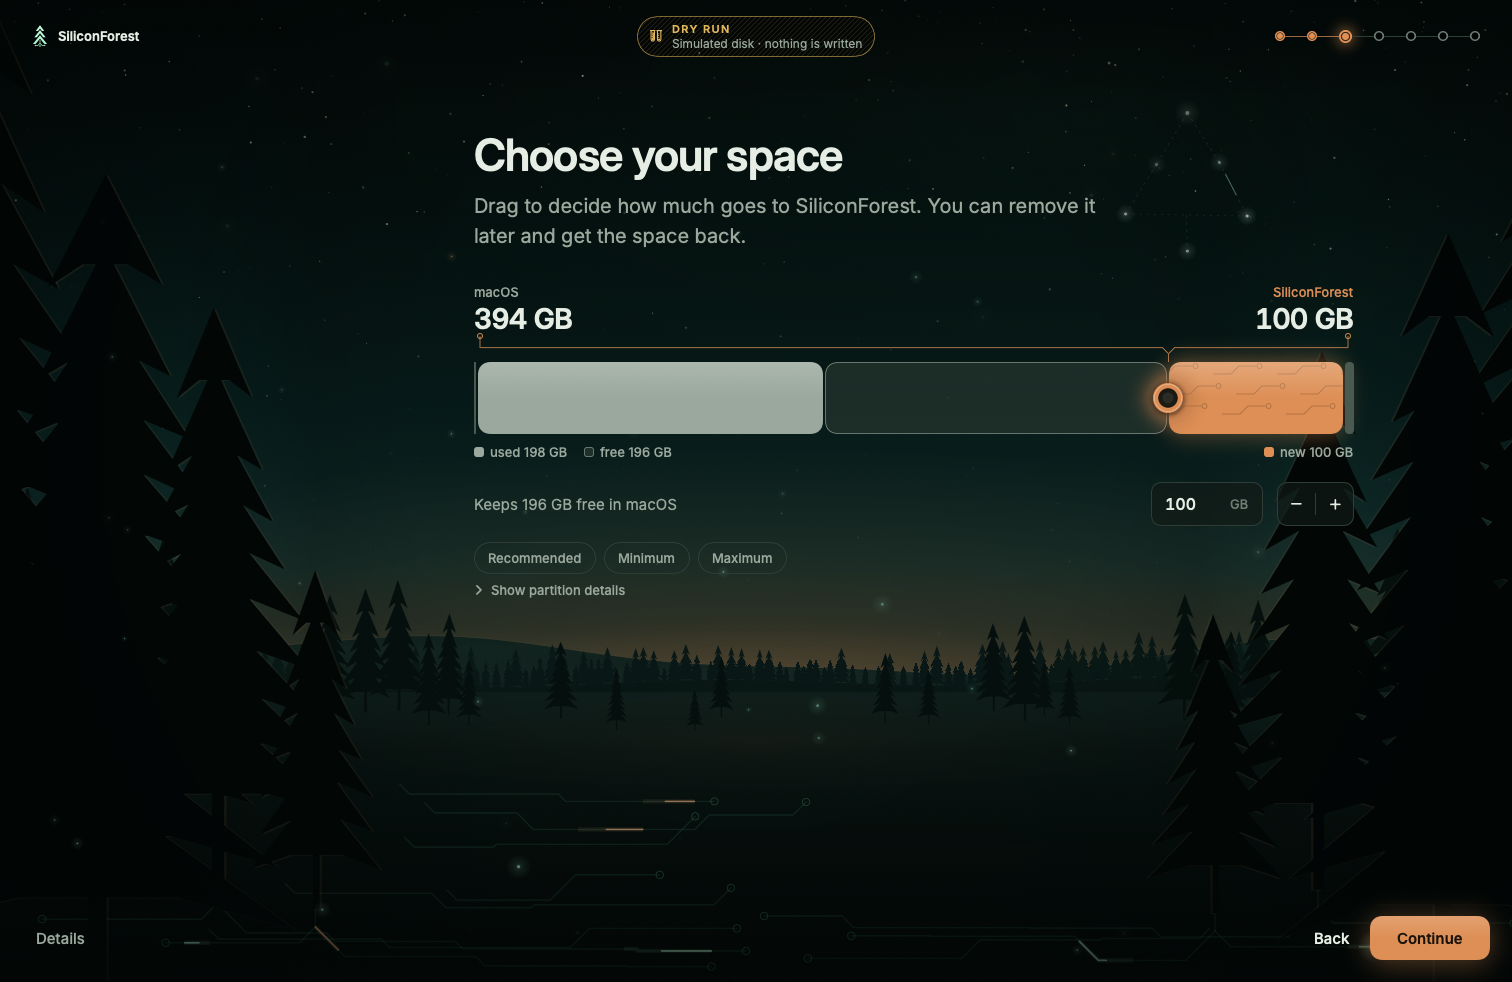 SiliconForest
DRY RUN
Simulated disk · nothing is written
Choose your space
Drag to decide how much goes to SiliconForest. You can remove it
later and get the space back.
macOS
SiliconForest
394 GB
100 GB
used 198 GB
free 196 GB
new 100 GB
Keeps 196 GB free in macOS
100 GB
− +
Recommended
Minimum
Maximum
Show partition details
Details
Back
Continue